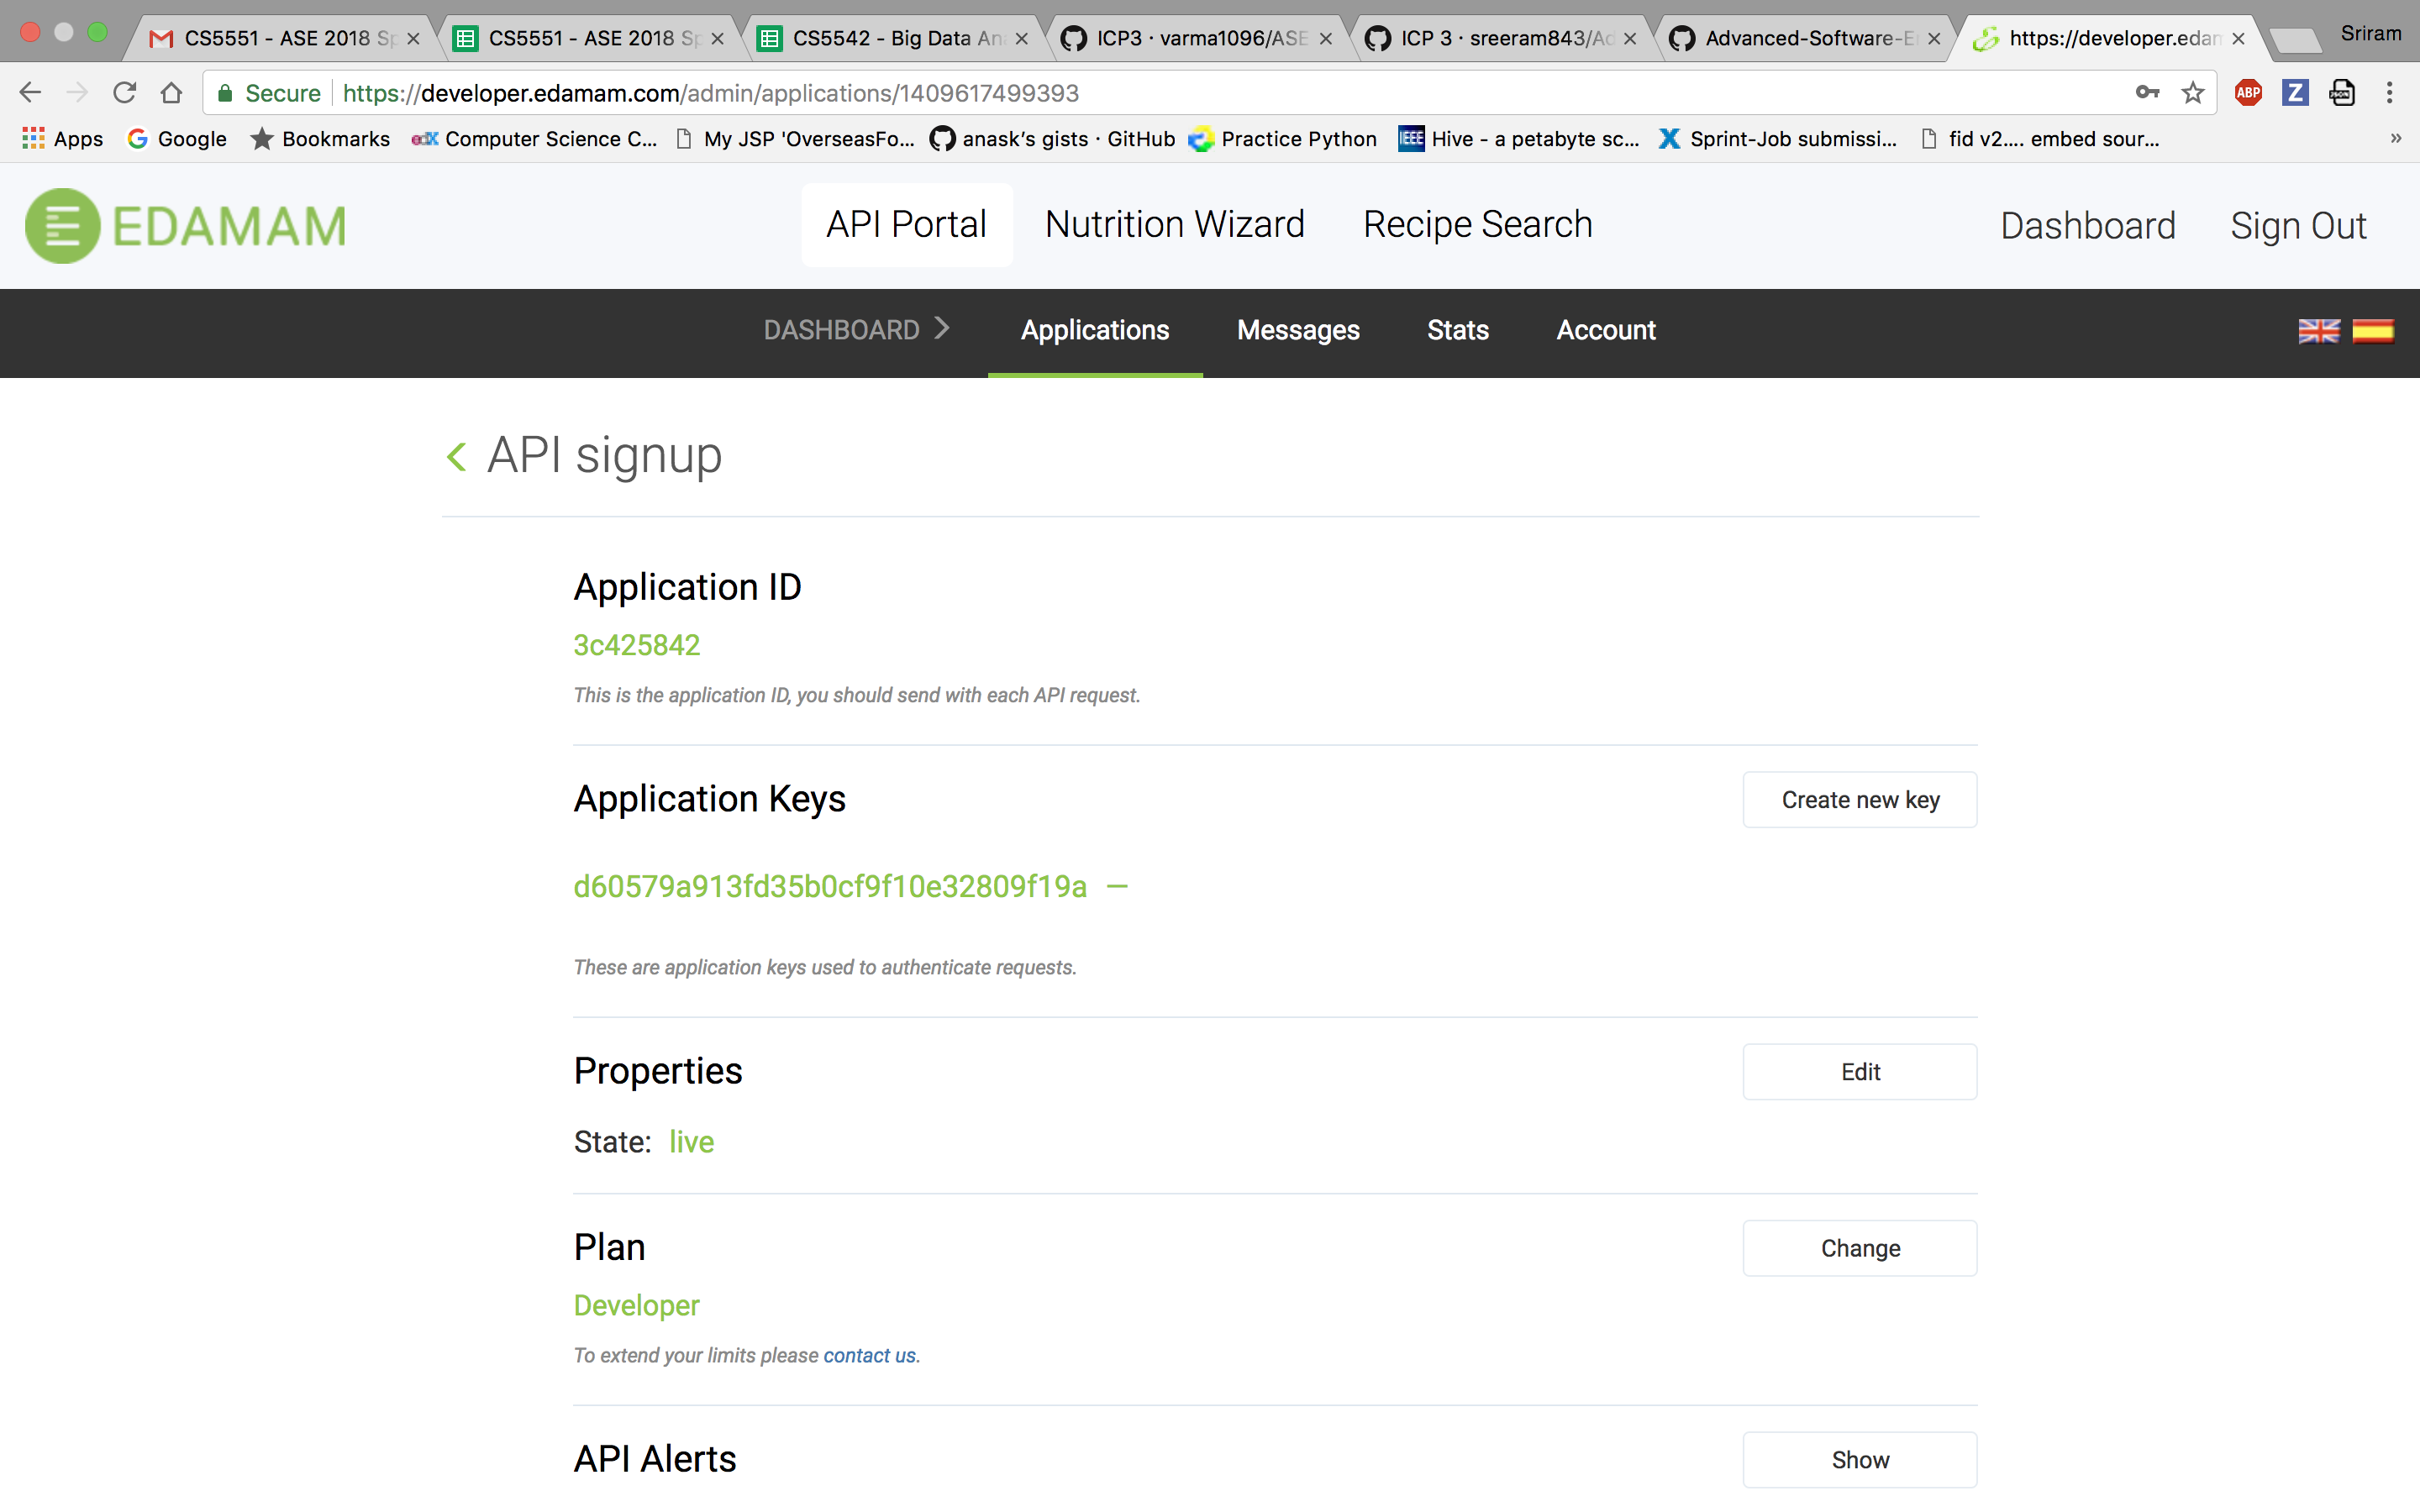 CS5551 - ASE 2018 Sp
CS5551 - ASE 2018 Sp
CS5542 - Big Data An
ICP3 · varma1096/ASE
ICP 3 · sreeram843/Ad
Advanced-Software-E
https://developer.edam
Sriram
Secure
https://developer.edamam.com/admin/applications/1409617499393
ABP
Z
JSON
Apps
Google
Bookmarks
edX
Computer Science C...
My JSP 'OverseasFo...
anask's gists · GitHub
Practice Python
IEEE
Hive - a petabyte sc...
Sprint-Job submissi...
fid v2.... embed sour...
»
EDAMAM
API Portal
Nutrition Wizard
Recipe Search
Dashboard
Sign Out
DASHBOARD
Applications
Messages
Stats
Account
API signup
Application ID
3c425842
This is the application ID, you should send with each API request.
Application Keys
Create new key
d60579a913fd35b0cf9f10e32809f19a —
These are application keys used to authenticate requests.
Properties
Edit
State: live
Plan
Change
Developer
To extend your limits please contact us.
API Alerts
Show